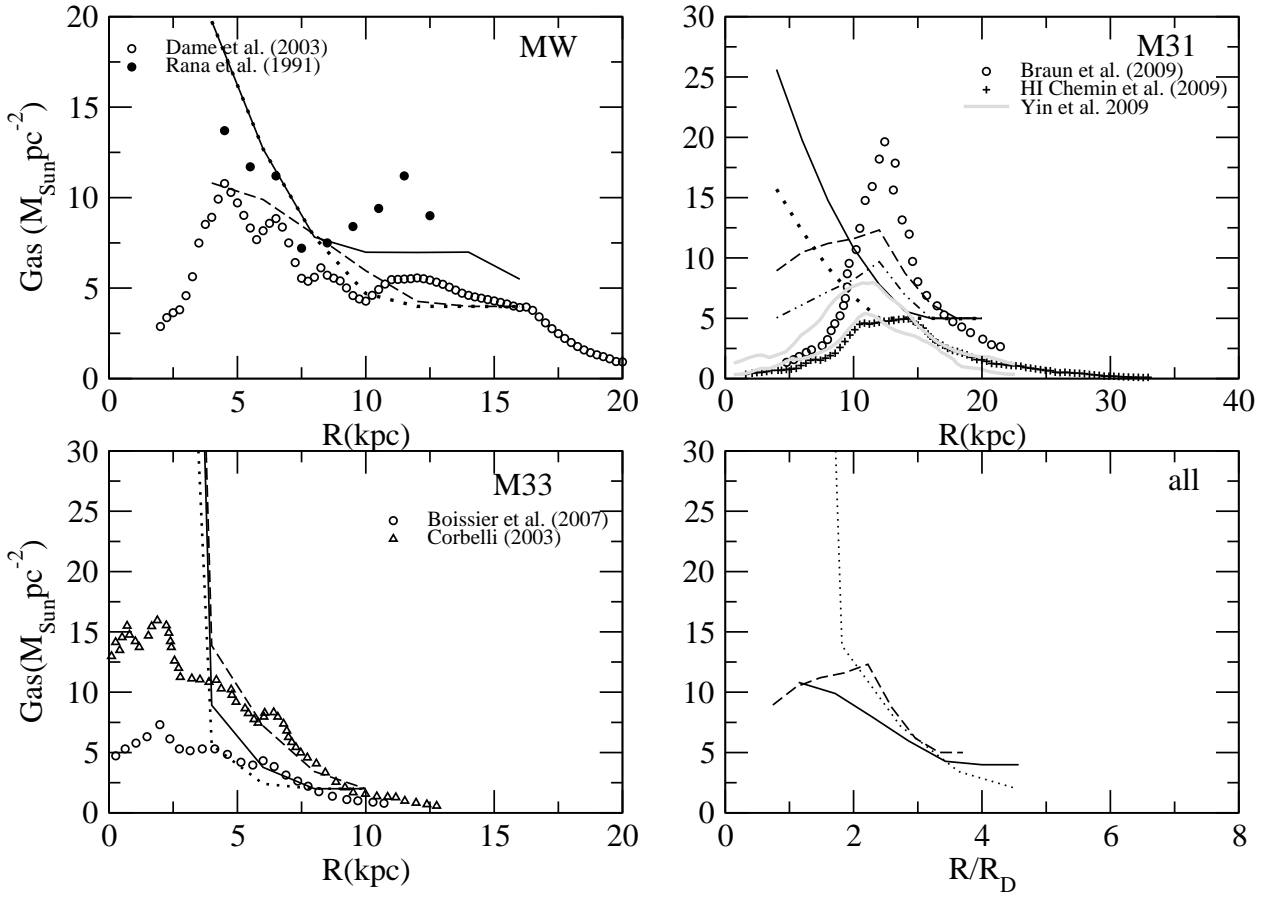 MW
Dame et al. (2003)
Rana et al. (1991)
Gas (M_Sun pc^-2)
20
15
10
5
0
0 5 10 15 20
R(kpc)
M31
Braun et al. (2009)
HI Chemin et al. (2009)
Yin et al. 2009
30
25
20
15
10
5
0
0 10 20 30 40
R(kpc)
M33
Boissier et al. (2007)
Corbelli (2003)
Gas(M_Sun pc^-2)
30
25
20
15
10
5
0
0 5 10 15 20
R(kpc)
all
30
25
20
15
10
5
0
0 2 4 6 8
R/R_D